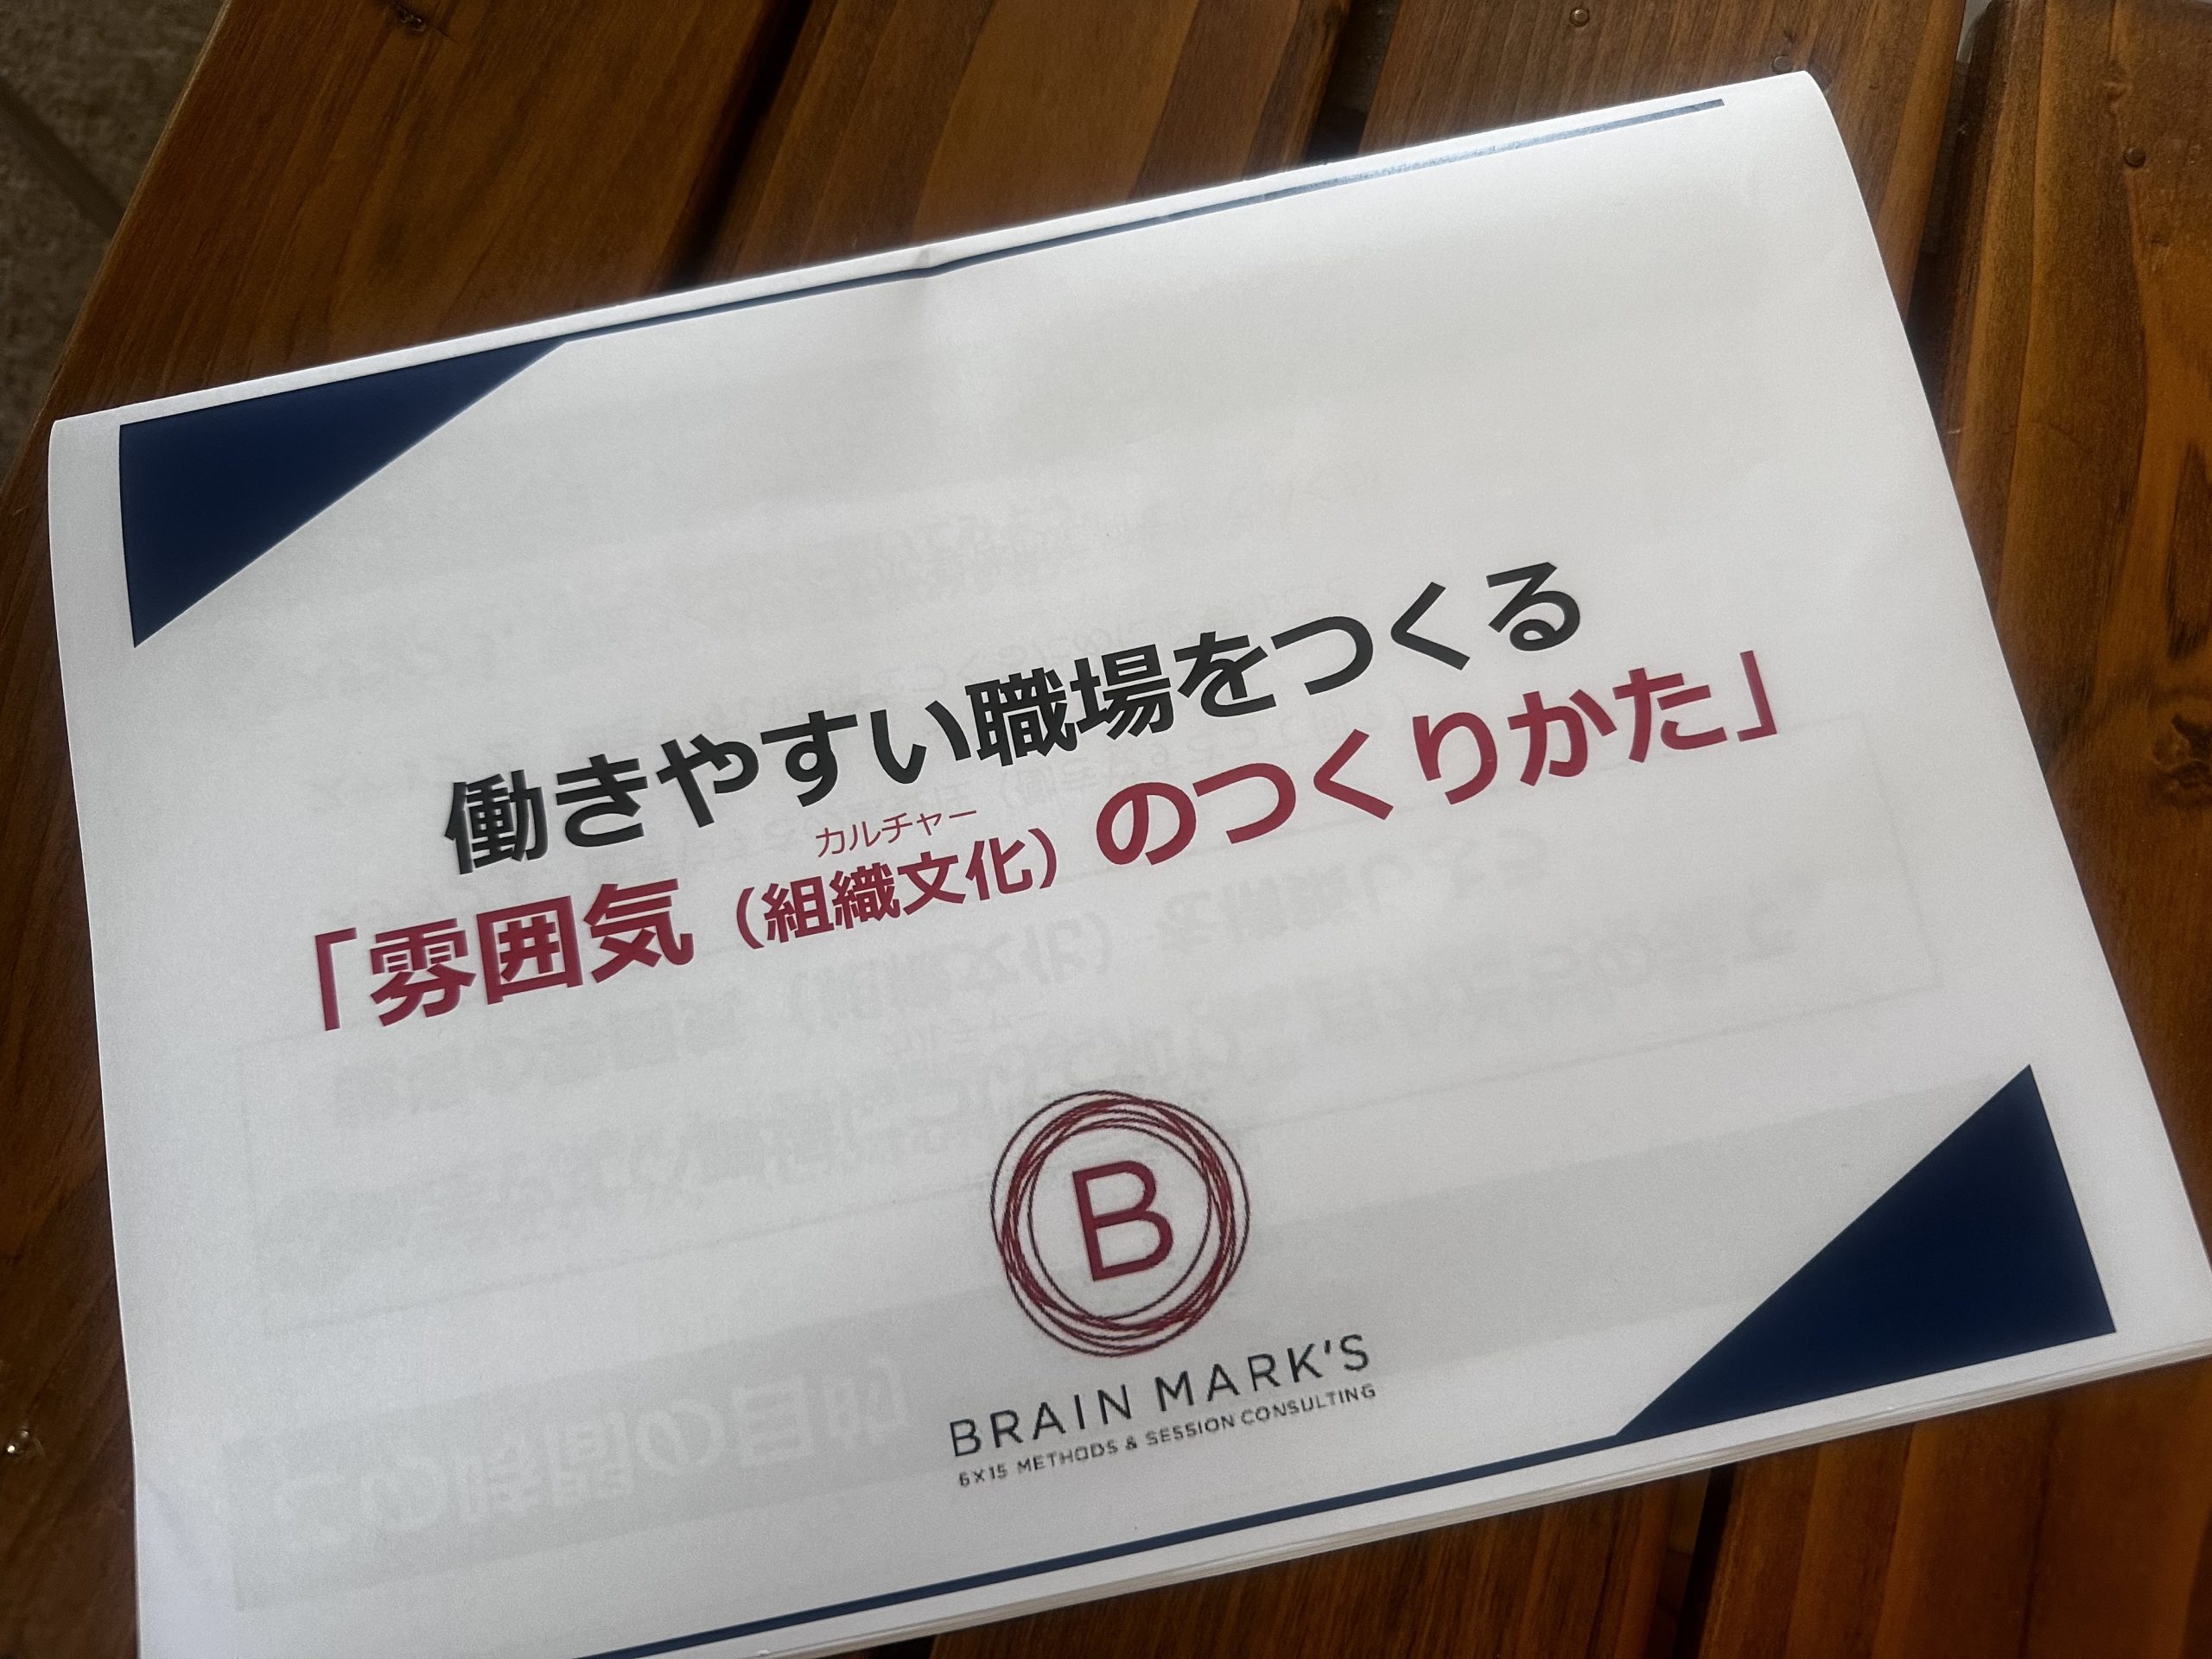 働きやすい職場をつくる
カルチャー
「雰囲気（組織文化）のつくりかた」
B
BRAIN MARK'S
6×15 METHODS & SESSION CONSULTING